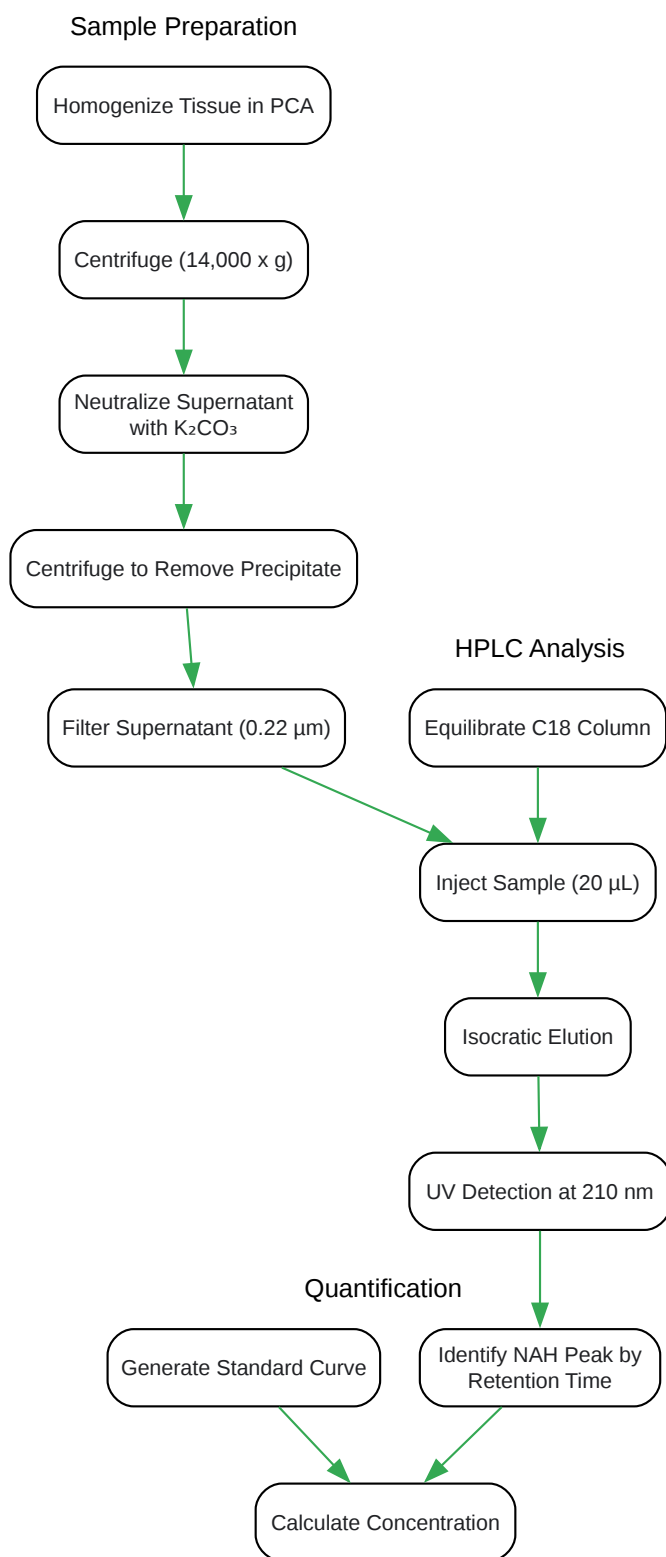 Sample Preparation
Homogenize Tissue in PCA
Centrifuge (14,000 x g)
Neutralize Supernatant
with K₂CO₃
Centrifuge to Remove Precipitate
HPLC Analysis
Filter Supernatant (0.22 µm)
Equilibrate C18 Column
Inject Sample (20 µL)
Isocratic Elution
UV Detection at 210 nm
Quantification
Generate Standard Curve
Identify NAH Peak by
Retention Time
Calculate Concentration